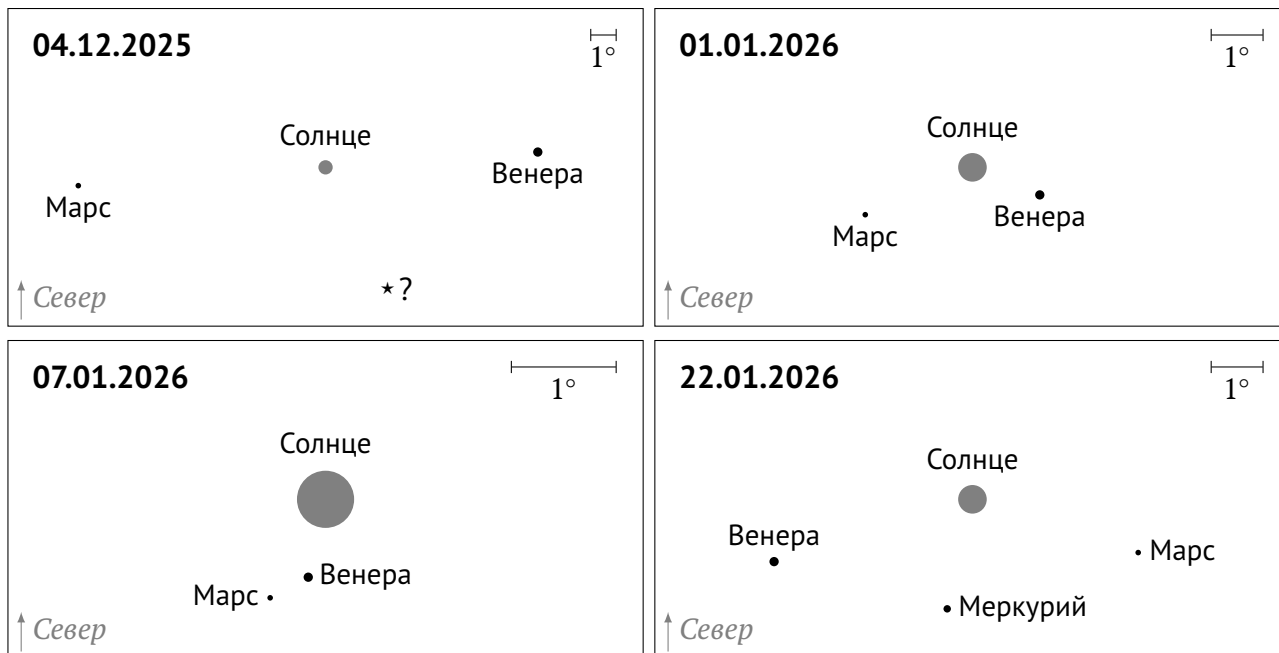 04.12.2025
1°
Солнце
Венера
Марс
?
Север
01.01.2026
1°
Солнце
Венера
Марс
Север
07.01.2026
1°
Солнце
Венера
Марс
Север
22.01.2026
1°
Солнце
Венера
Марс
Меркурий
Север